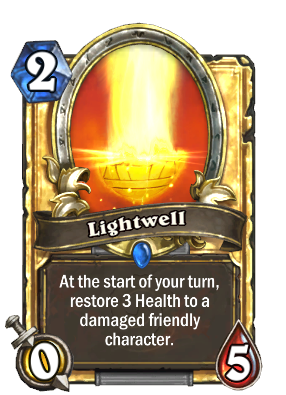 2
Lightwell
At the start of your turn,
restore 3 Health to a
damaged friendly
character.
0
5